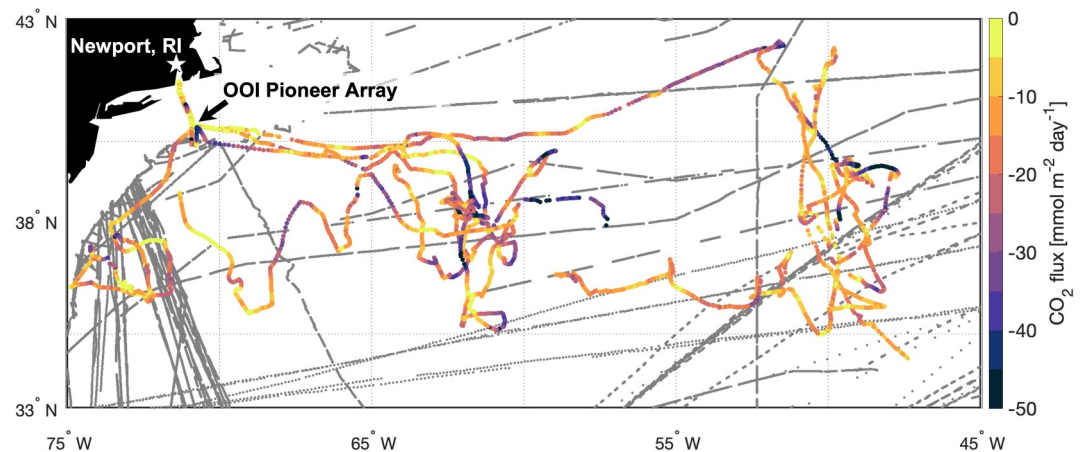 43° N
Newport, RI
OOI Pioneer Array
38° N
33° N
75° W
65° W
55° W
45° W
0
-10
-20
-30
-40
-50
CO₂ flux [mmol m⁻² day⁻¹]